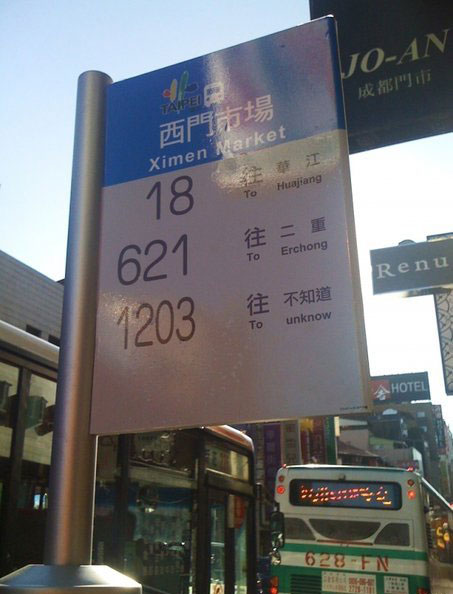 JO-AN
成都門市
TAIPEI
西門市場
Ximen Market
18 往 華江
To Huajiang
621 往 二重
To Erchong
1203 往 不知道
To unknow
Renu
HOTEL
628-FN